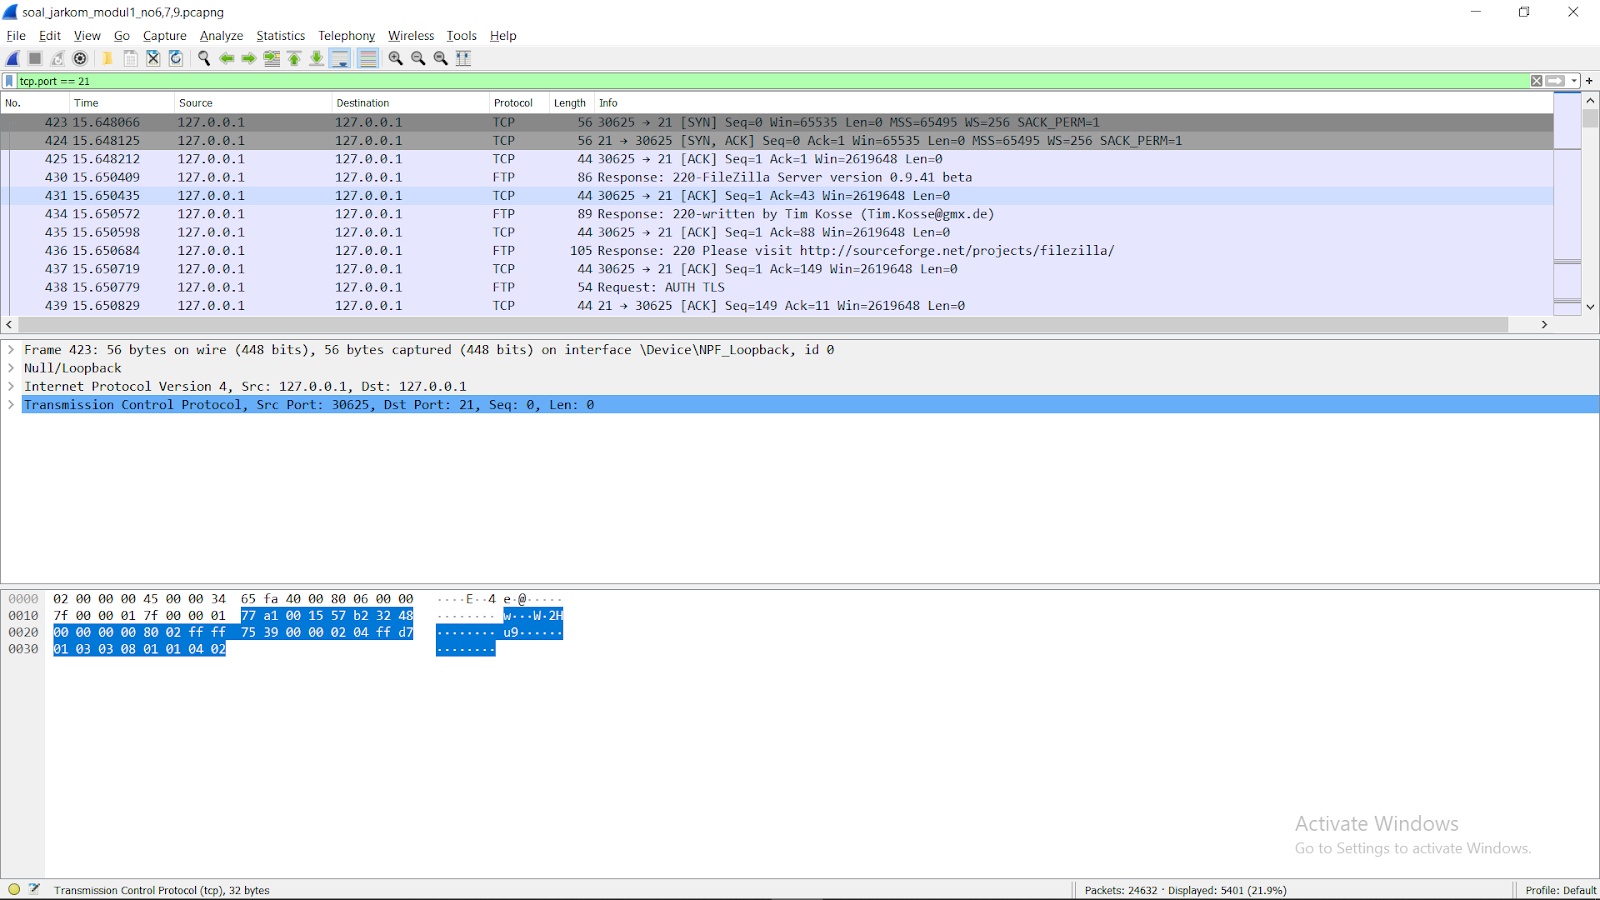 soal_jarkom_modul1_no6,7,9.pcapng
File Edit View Go Capture Analyze Statistics Telephony Wireless Tools Help
tcp.port == 21
No. Time Source Destination Protocol Length Info
423 15.648066 127.0.0.1 127.0.0.1 TCP 56 30625 → 21 [SYN] Seq=0 Win=65535 Len=0 MSS=65495 WS=256 SACK_PERM=1
424 15.648125 127.0.0.1 127.0.0.1 TCP 56 21 → 30625 [SYN, ACK] Seq=0 Ack=1 Win=65535 Len=0 MSS=65495 WS=256 SACK_PERM=1
425 15.648212 127.0.0.1 127.0.0.1 TCP 44 30625 → 21 [ACK] Seq=1 Ack=1 Win=2619648 Len=0
430 15.650409 127.0.0.1 127.0.0.1 FTP 86 Response: 220-FileZilla Server version 0.9.41 beta
431 15.650435 127.0.0.1 127.0.0.1 TCP 44 30625 → 21 [ACK] Seq=1 Ack=43 Win=2619648 Len=0
434 15.650572 127.0.0.1 127.0.0.1 FTP 89 Response: 220-written by Tim Kosse (Tim.Kosse@gmx.de)
435 15.650598 127.0.0.1 127.0.0.1 TCP 44 30625 → 21 [ACK] Seq=1 Ack=88 Win=2619648 Len=0
436 15.650684 127.0.0.1 127.0.0.1 FTP 105 Response: 220 Please visit http://sourceforge.net/projects/filezilla/
437 15.650719 127.0.0.1 127.0.0.1 TCP 44 30625 → 21 [ACK] Seq=1 Ack=149 Win=2619648 Len=0
438 15.650779 127.0.0.1 127.0.0.1 FTP 54 Request: AUTH TLS
439 15.650829 127.0.0.1 127.0.0.1 TCP 44 21 → 30625 [ACK] Seq=149 Ack=11 Win=2619648 Len=0
Frame 423: 56 bytes on wire (448 bits), 56 bytes captured (448 bits) on interface \Device\NPF_Loopback, id 0
Null/Loopback
Internet Protocol Version 4, Src: 127.0.0.1, Dst: 127.0.0.1
Transmission Control Protocol, Src Port: 30625, Dst Port: 21, Seq: 0, Len: 0
0000 02 00 00 00 45 00 00 34 65 fa 40 00 80 06 00 00 ····E··4 e·@·····
0010 7f 00 00 01 7f 00 00 01 77 a1 00 15 57 b2 32 48 ········ w···W·2H
0020 00 00 00 00 80 02 ff ff 75 39 00 00 02 04 ff d7 ········ u9······
0030 01 03 03 08 01 01 04 02 ········
Activate Windows
Go to Settings to activate Windows.
Transmission Control Protocol (tcp), 32 bytes Packets: 24632 · Displayed: 5401 (21.9%) Profile: Default